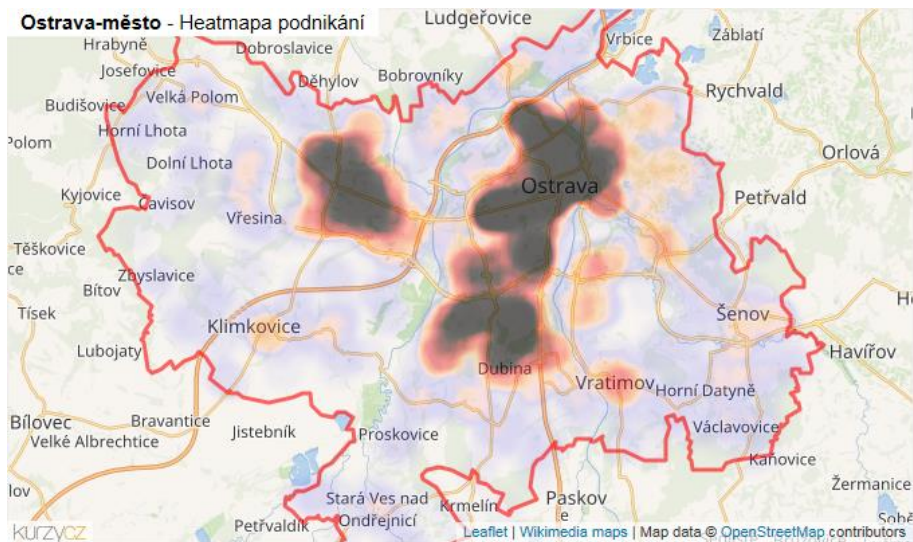 Ostrava-město - Heatmapa podnikání
Ludgeřovice
Hrabyně
Dobroslavice
Vrbice
Záblatí
Josefovice
Děhylov
Bobrovníky
Budišovice
Velká Polom
Rychvald
Polom
Horní Lhota
Orlová
Dolní Lhota
Ostrava
Kyjovice
Čavisov
Petřvald
Vřesina
Těškovice
ce
Zbyslavice
Bítov
Tísek
Klimkovice
Šenov
Lubojaty
Havířov
Dubina
Vratimov
Horní Datyně
Bílovec
Bravantice
Velké Albrechtice
Jistebník
Proskovice
Václavovice
Kaňovice
lov
Stará Ves nad
Ondřejnicí
Krmelín
Paskov
e
Žermanice
Petřvaldík
kurzycz
Leaflet | Wikimedia maps | Map data © OpenStreetMap contributors